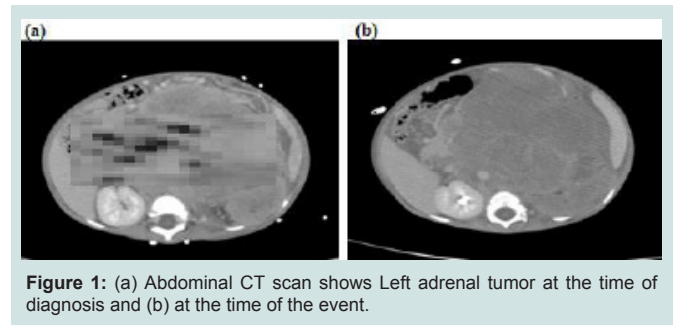 (a)
(b)
Figure 1: (a) Abdominal CT scan shows Left adrenal tumor at the time of
diagnosis and (b) at the time of the event.